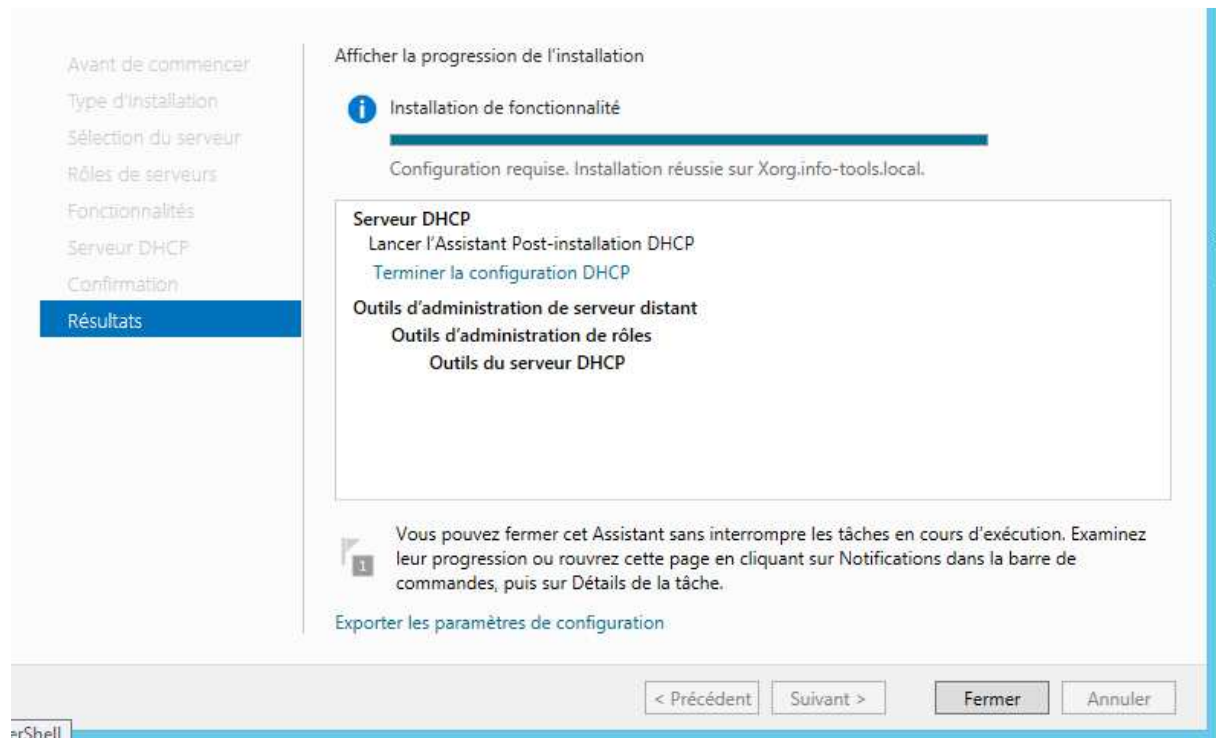 Avant de commencer
Type d'installation
Sélection du serveur
Rôles de serveurs
Fonctionnalités
Serveur DHCP
Confirmation
Résultats
Afficher la progression de l'installation
Installation de fonctionnalité
Configuration requise. Installation réussie sur Xorg.info-tools.local.
Serveur DHCP
Lancer l'Assistant Post-installation DHCP
Terminer la configuration DHCP
Outils d'administration de serveur distant
Outils d'administration de rôles
Outils du serveur DHCP
1
Vous pouvez fermer cet Assistant sans interrompre les tâches en cours d'exécution. Examinez
leur progression ou rouvrez cette page en cliquant sur Notifications dans la barre de
commandes, puis sur Détails de la tâche.
Exporter les paramètres de configuration
< Précédent Suivant > Fermer Annuler
erShell